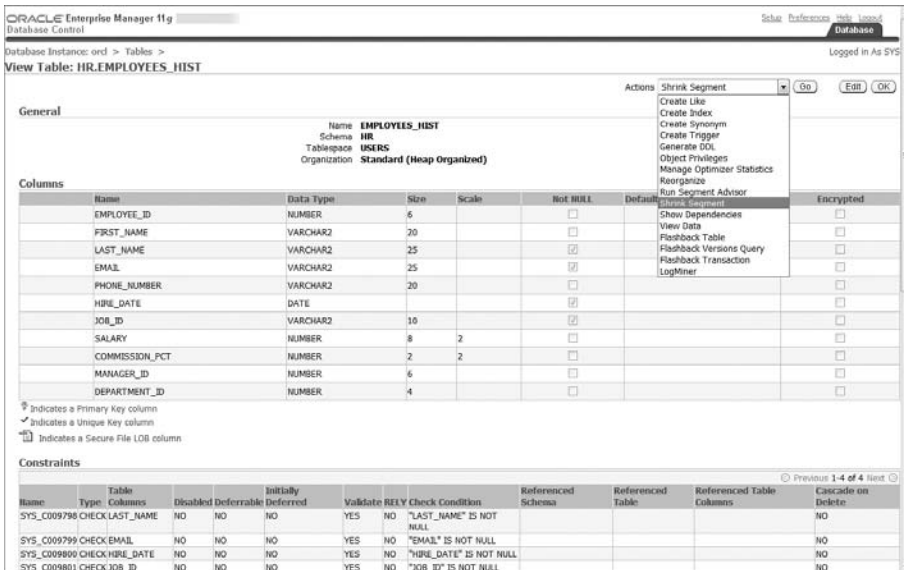 ORACLE Enterprise Manager 11g
Database Control
Setup Preferences Help Logout
Database
Database Instance: orcl > Tables >
Logged in As SYS
View Table: HR.EMPLOYEES_HIST
Actions Shrink Segment Go Edit OK
Create Like
Create Index
Create Synonym
Create Trigger
Generate DDL
Object Privileges
Manage Optimizer Statistics
Reorganize
Run Segment Advisor
Shrink Segment
Show Dependencies
View Data
Flashback Table
Flashback Versions Query
Flashback Transaction
LogMiner
General
Name EMPLOYEES_HIST
Schema HR
Tablespace USERS
Organization Standard (Heap Organized)
Columns
Name Data Type Size Scale Not NULL Default Encrypted
EMPLOYEE_ID NUMBER 6
FIRST_NAME VARCHAR2 20
LAST_NAME VARCHAR2 25
EMAIL VARCHAR2 25
PHONE_NUMBER VARCHAR2 20
HIRE_DATE DATE
JOB_ID VARCHAR2 10
SALARY NUMBER 8 2
COMMISSION_PCT NUMBER 2 2
MANAGER_ID NUMBER 6
DEPARTMENT_ID NUMBER 4
Indicates a Primary Key column
Indicates a Unique Key column
Indicates a Secure File LOB column
Constraints
Previous 1-4 of 4 Next
Name Type Table Columns Disabled Deferrable Initially Deferred Validate RELY Check Condition Referenced Schema Referenced Table Referenced Table Columns Cascade on Delete
SYS_C009798 CHECK LAST_NAME NO NO NO YES NO "LAST_NAME" IS NOT NULL NO
SYS_C009799 CHECK EMAIL NO NO NO YES NO "EMAIL" IS NOT NULL NO
SYS_C009800 CHECK HIRE_DATE NO NO NO YES NO "HIRE_DATE" IS NOT NULL NO
SYS_C009801 CHECK JOB_ID NO NO NO YES NO "JOB_ID" IS NOT NULL NO